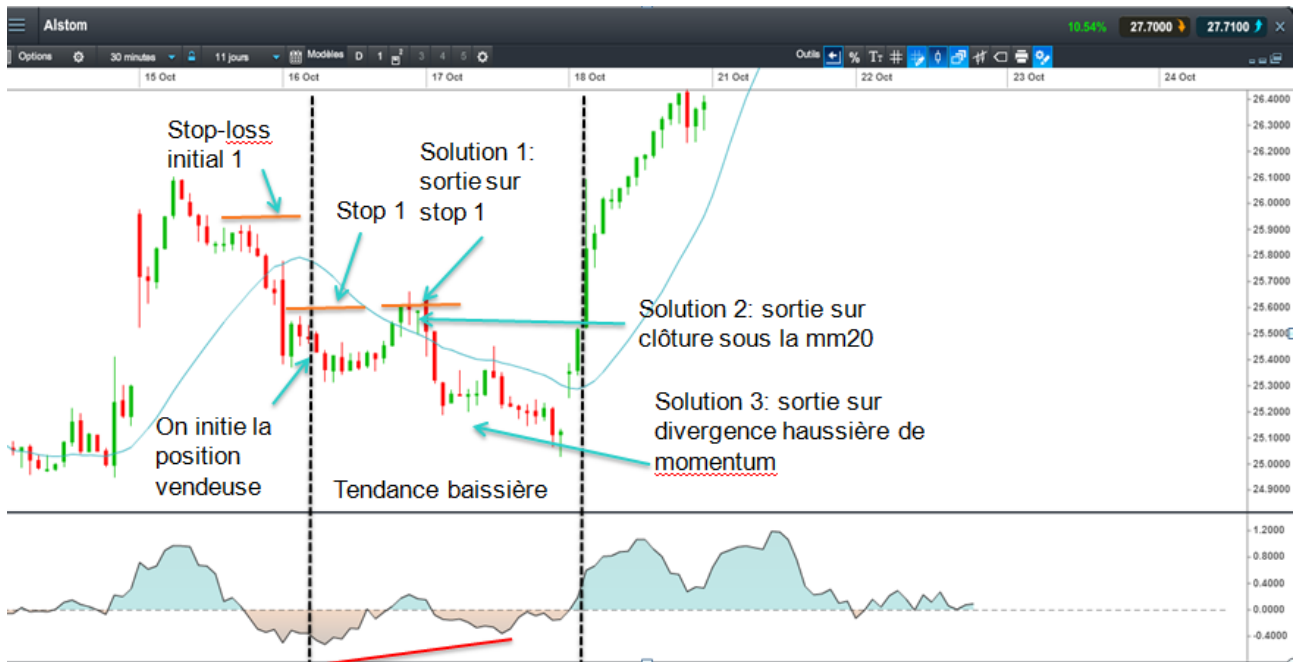 Alstom
10.54%
27.7000
27.7100
Options
30 minutes
11 jours
Modèles
D
1
2
3
4
5
Outils
%
15 Oct
16 Oct
17 Oct
18 Oct
21 Oct
22 Oct
23 Oct
24 Oct
Stop-loss
initial 1
Stop 1
Solution 1:
sortie sur
stop 1
Solution 2: sortie sur
clôture sous la mm20
Solution 3: sortie sur
divergence haussière de
momentum
On initie la
position
vendeuse
Tendance baissière
26.4000
26.3000
26.2000
26.1000
26.0000
25.9000
25.8000
25.7000
25.6000
25.5000
25.4000
25.3000
25.2000
25.1000
25.0000
24.9000
1.2000
0.8000
0.4000
0.0000
-0.4000